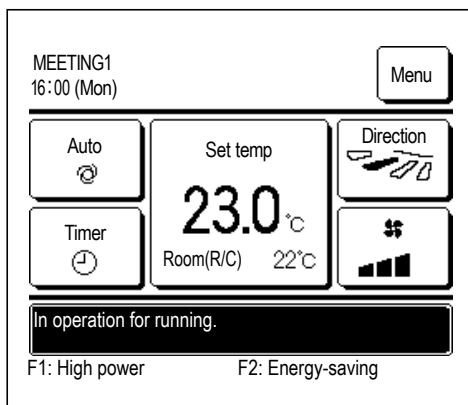 MEETING1
16:00 (Mon)
Menu
Auto
Set temp
Direction
23.0 °C
Timer
Room(R/C) 22°C
In operation for running.
F1: High power F2: Energy-saving